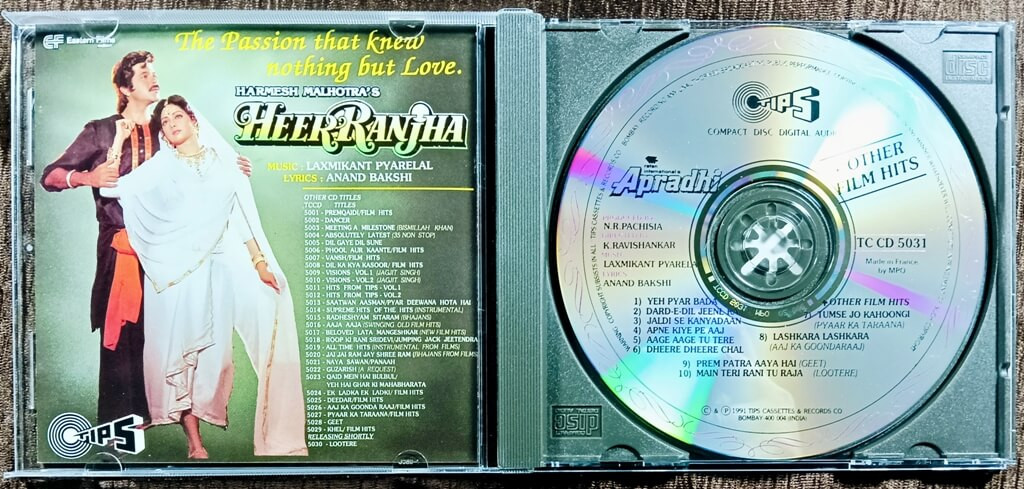 EF Eastern Films
The Passion that knew
nothing but Love.
HARMESH MALHOTRA'S
HEER RANJHA
MUSIC : LAXMIKANT PYARELAL
LYRICS : ANAND BAKSHI
OTHER CD TITLES
TCCD TITLES
5001 - PREMQAIDI/FILM HITS
5002 - DANCER
5003 - MEETING A MILESTONE (BISMILLAH KHAN)
5004 - ABSOLUTELY LATEST (35 NON STOP)
5005 - DIL GAYE DIL SUNE
5006 - PHOOL AUR KAANTE/FILM HITS
5007 - VANSH/FILM HITS
5008 - DIL KA KYA KASOOR/ FILM HITS
5009 - VISIONS - VOL.1 (JAGJIT SINGH)
5010 - VISIONS - VOL.2 (JAGJIT SINGH)
5011 - HITS FROM TIPS - VOL.1
5012 - HITS FROM TIPS - VOL.2
5013 - SAATWAN AASMAN/PYAR DEEWANA HOTA HAI
5014 - SUPREME HITS OF THE HITS (INSTRUMENTAL)
5015 - RADHESHYAM SITARAM (BHAJANS)
5016 - AAJA AAJA (SWINGING OLD FILM HITS)
5017 - BELOVED LATA MANGESHKAR (NEW FILM HITS)
5018 - ROOP KI RANI SRIDEVI/JUMPING JACK JEETENDRA
5019 - ALL TIME HITS (INSTRUMENTAL FROM FILMS)
5020 - JAI JAI RAM JAY SHREE RAM (BHAJANS FROM FILMS)
5021 - NAYA SAWAN/PANAAH
5022 - GUZARISH (A REQUEST)
5023 - QAID MEIN HAI BULBUL/
YEH HAI GHAR KI MAHABHARATA
5024 - EK LADKA EK LADKI/ FILM HITS
5025 - DEEDAR/FILM HITS
5026 - AAJ KA GOONDA RAAJ/FILM HITS
5027 - PYAAR KA TARAANA/FILM HITS
5028 - GEET
5029 - KHEL/ FILM HITS
RELEASING SHORTLY
5030 - LOOTERE
TIPS
TIPS
COMPACT DISC DIGITAL AUDIO
+ OTHER
FILM HITS
Apradhi
N.R.PACHISIA
K.RAVISHANKAR
MUSIC
LAXMIKANT PYARELA
LYRICS
ANAND BAKSHI
TC CD 5031
Made in France
by MPO
1) YEH PYAR BADA
2) DARD-E-DIL JEENE
3) JALDI SE KANYADAAN
4) APNE KIYE PE AAJ
5) AAGE AAGE TU TERE
6) DHEERE DHEERE CHAL
+ OTHER FILM HITS
7) TUMSE JO KAHOONGI
(PYAAR KA TARAANA)
8) LASHKARA LASHKARA
(AAJ KA GOONDARAAJ)
9) PREM PATRA AAYA HAI (GEET)
10) MAIN TERI RANI TU RAJA (LOOTERE)
© & ℗ 1991 TIPS CASSETTES & RECORDS CO
BOMBAY-400 004 (INDIA)
disc
disc